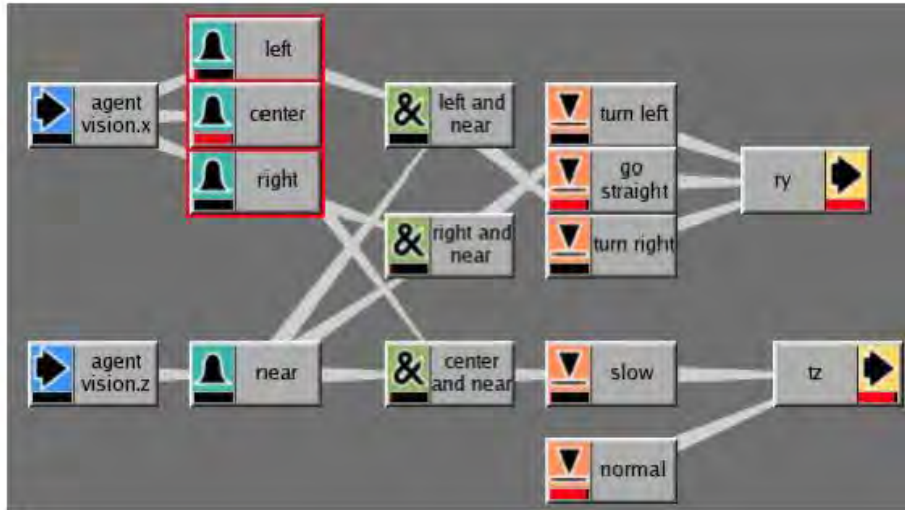 left
agent
vision.x
center
left and
near
turn left
right
go
straight
ry
right and
near
turn right
agent
vision.z
near
center
and near
slow
tz
normal